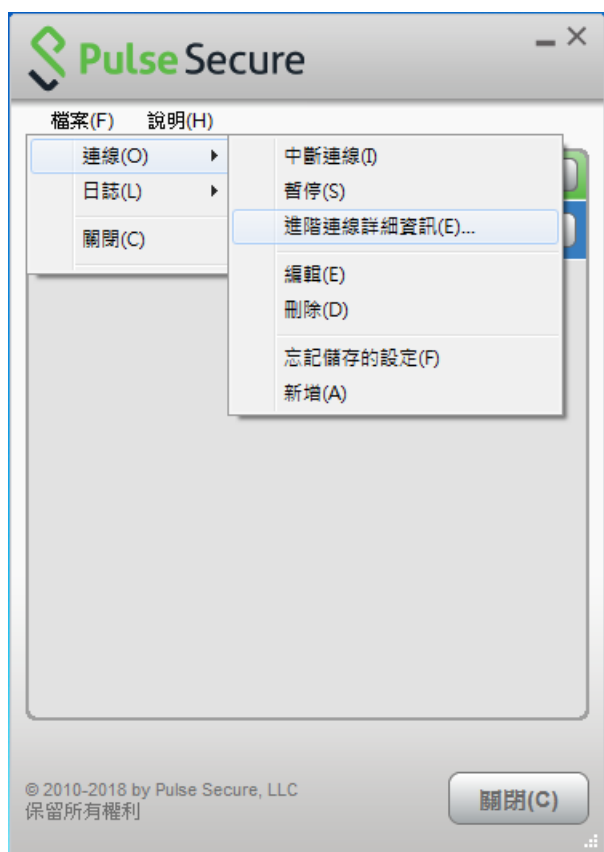 Pulse Secure
檔案(F) 說明(H)
連線(O)
日誌(L)
關閉(C)
中斷連線(I)
暫停(S)
進階連線詳細資訊(E)...
編輯(E)
刪除(D)
忘記儲存的設定(F)
新增(A)
© 2010-2018 by Pulse Secure, LLC
保留所有權利
關閉(C)